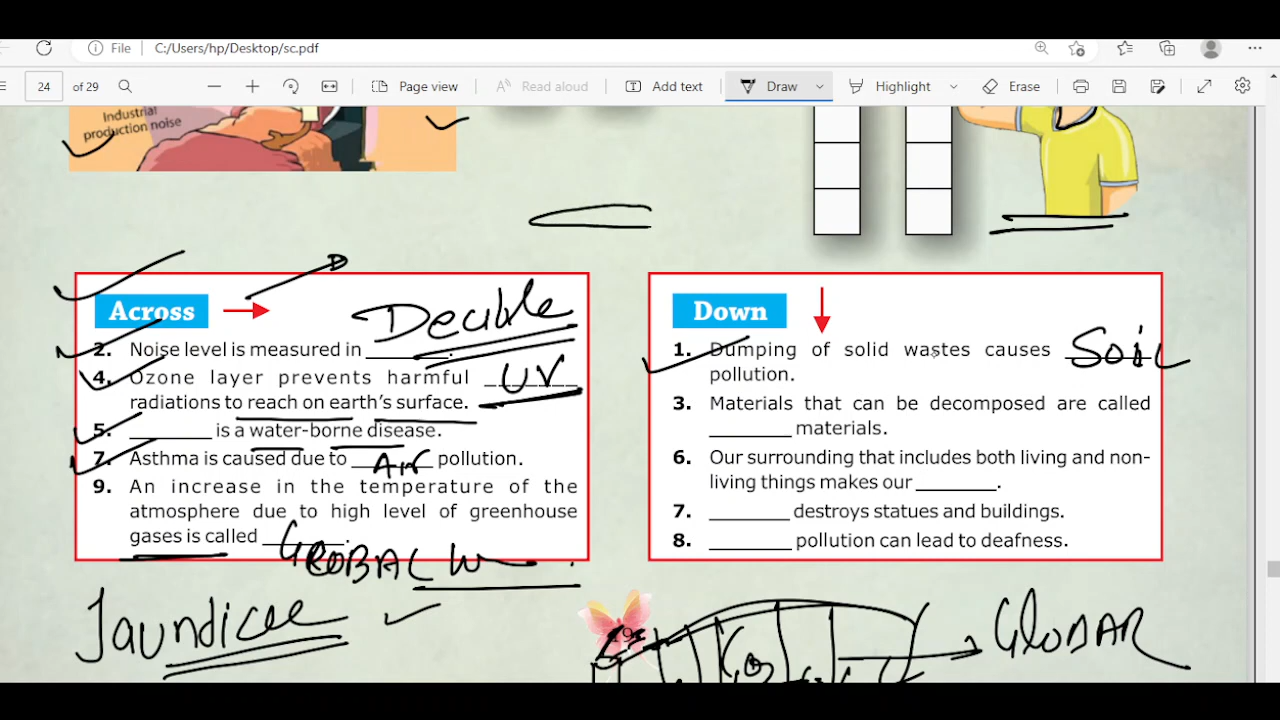 File C:/Users/hp/Desktop/sc.pdf
24 of 29 Page view Read aloud Add text Draw Highlight Erase
Industrial
production noise
Across
Decible
2. Noise level is measured in ________.
4. Ozone layer prevents harmful ________ UV
radiations to reach on earth's surface.
5. ________ is a water-borne disease.
7. Asthma is caused due to ________ Air pollution.
9. An increase in the temperature of the
atmosphere due to high level of greenhouse
gases is called ________.
GLOBAL W
Jaundicee
Down
1. Dumping of solid wastes causes ________ Soil
pollution.
3. Materials that can be decomposed are called
________ materials.
6. Our surrounding that includes both living and non-
living things makes our ________.
7. ________ destroys statues and buildings.
8. ________ pollution can lead to deafness.